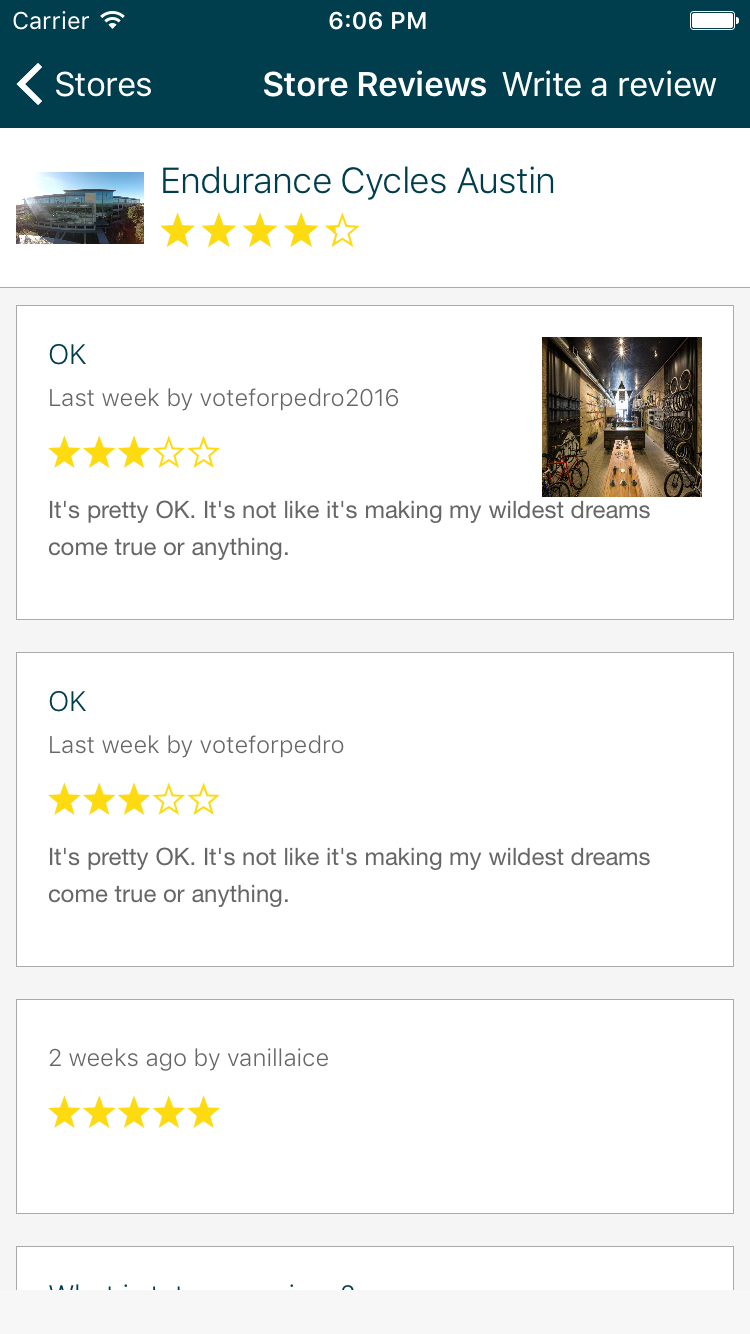 Carrier 6:06 PM
Stores Store Reviews Write a review
Endurance Cycles Austin
OK
Last week by voteforpedro2016
It's pretty OK. It's not like it's making my wildest dreams
come true or anything.
OK
Last week by voteforpedro
It's pretty OK. It's not like it's making my wildest dreams
come true or anything.
2 weeks ago by vanillaice